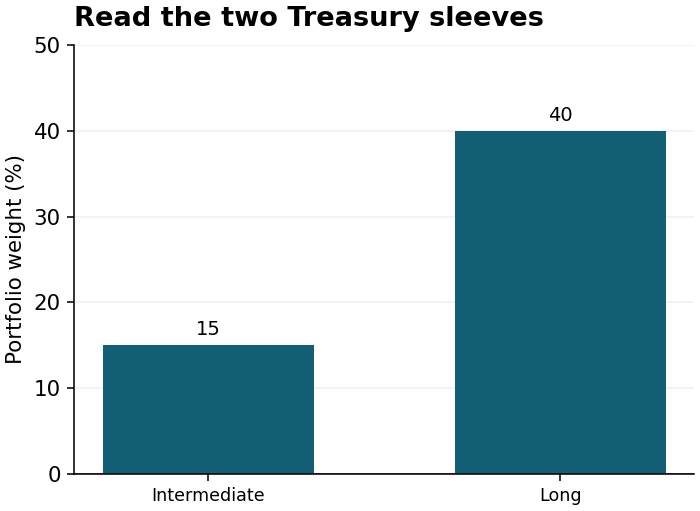 Read the two Treasury sleeves
Portfolio weight (%)
50
40
30
20
10
0
15
40
Intermediate
Long